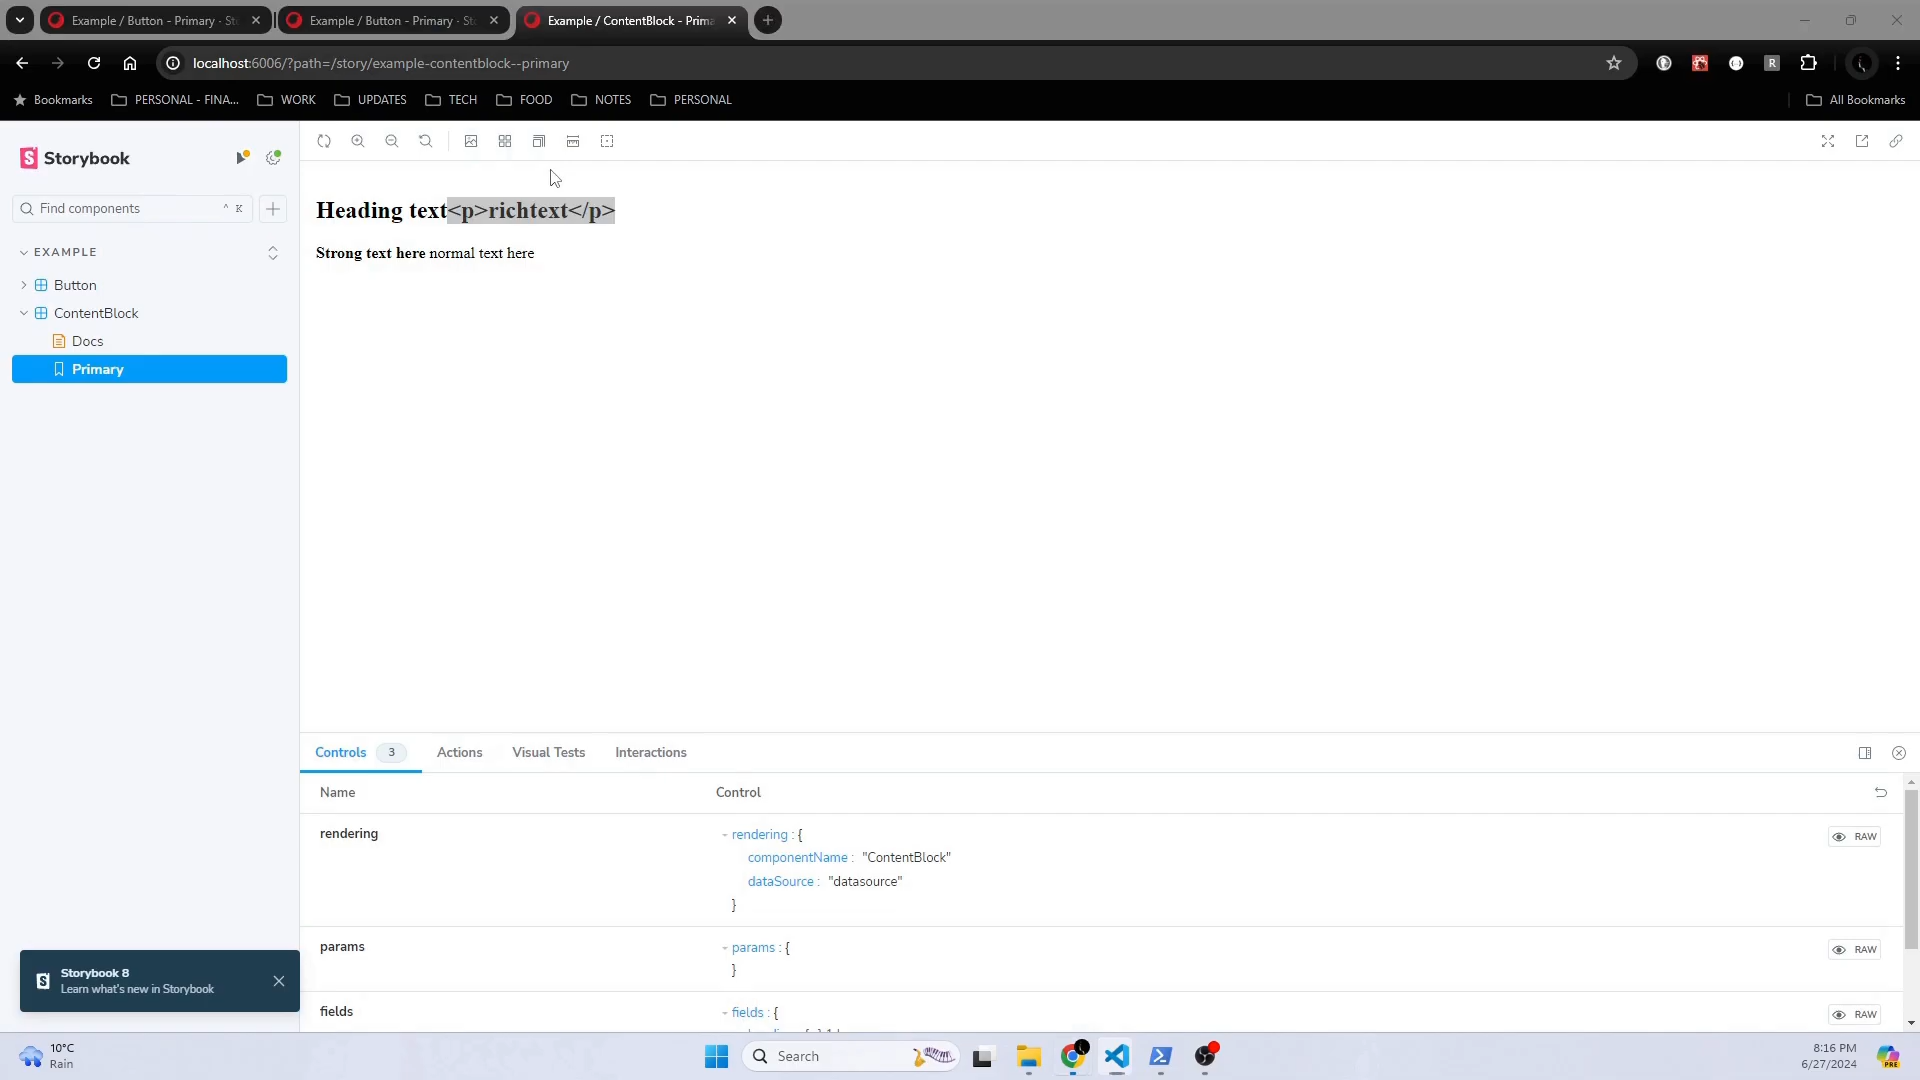 Example / Button - Primary · St
Example / Button - Primary · St
Example / ContentBlock - Prima
localhost:6006/?path=/story/example-contentblock--primary
R
Bookmarks
PERSONAL - FINA...
WORK
UPDATES
TECH
FOOD
NOTES
PERSONAL
All Bookmarks
Storybook
Find components
^ K
EXAMPLE
Button
ContentBlock
Docs
Primary
Heading text<p>richtext</p>
Strong text here normal text here
Controls 3
Actions
Visual Tests
Interactions
Name
Control
rendering
rendering : {
componentName : "ContentBlock"
dataSource : "datasource"
}
RAW
params
params : {
}
RAW
fields
fields : {
RAW
Storybook 8
Learn what's new in Storybook
10°C
Rain
Search
8:16 PM
6/27/2024
PRE